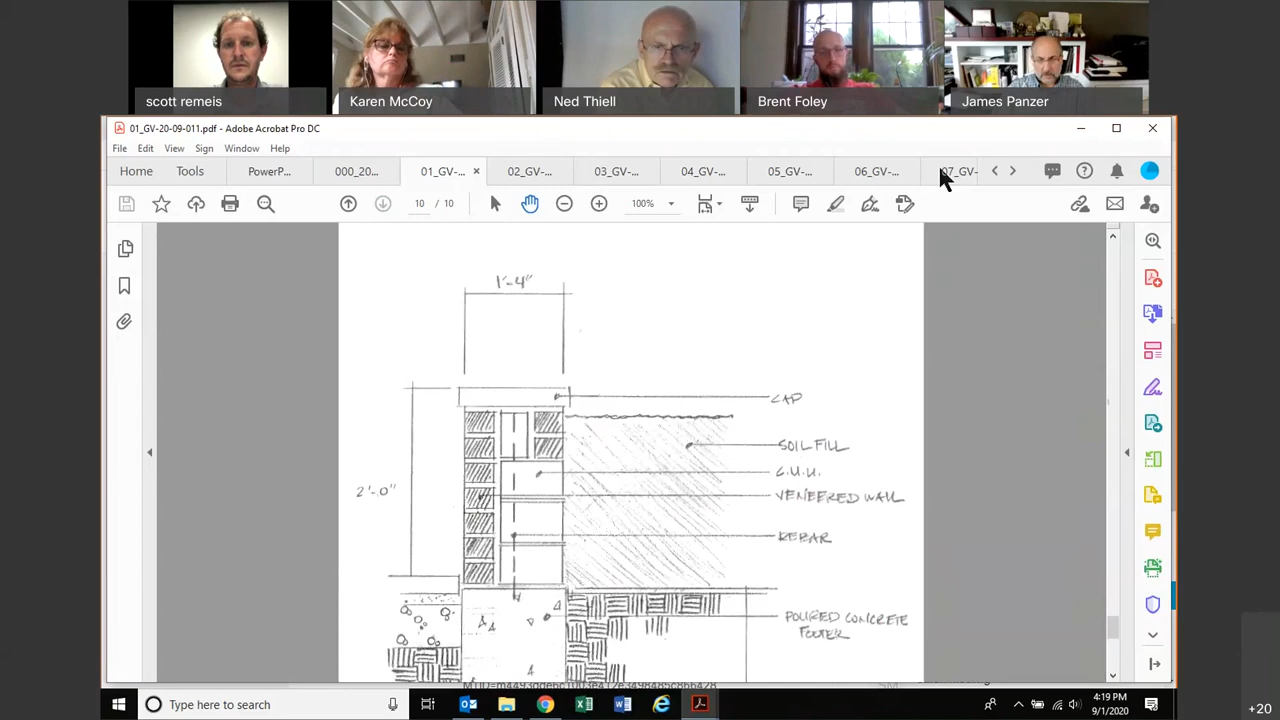 scott remeis
Karen McCoy
Ned Thiell
Brent Foley
James Panzer
01_GV-20-09-011.pdf - Adobe Acrobat Pro DC
File Edit View Sign Window Help
Home Tools PowerP... 000_20... 01_GV-... × 02_GV-... 03_GV-... 04_GV-... 05_GV-... 06_GV-... 07_GV-
10 / 10 100%
1'-4"
CAP
SOIL FILL
C.M.U.
2'-0"
VENEERED WALL
REBAR
POURED CONCRETE
FOOTER
Type here to search
4:19 PM
9/1/2020
+20